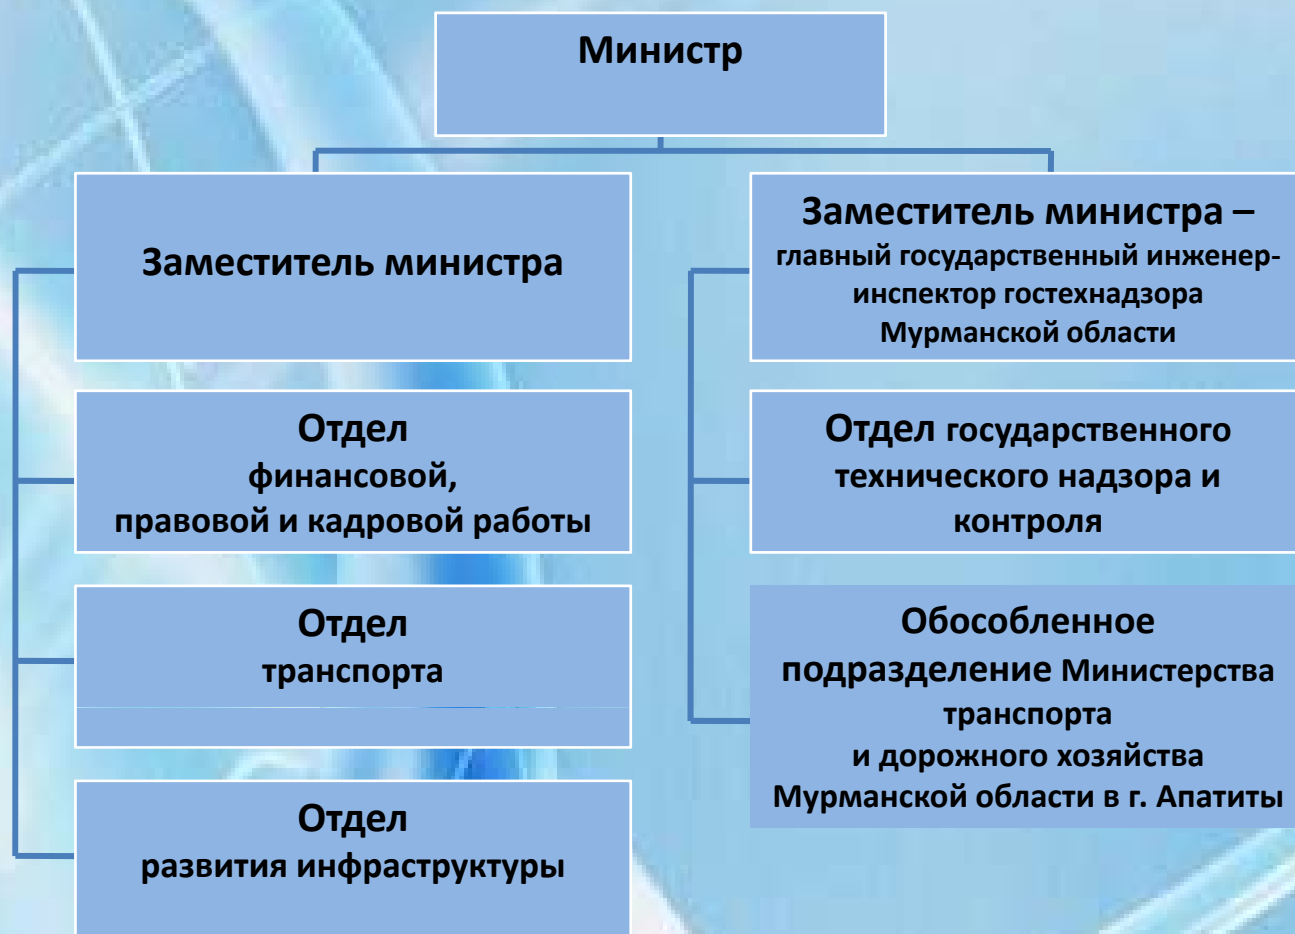 Министр
Заместитель министра
Отдел
финансовой,
правовой и кадровой работы
Отдел
транспорта
Отдел
развития инфраструктуры
Заместитель министра –
главный государственный инженер-
инспектор гостехнадзора
Мурманской области
Отдел государственного
технического надзора и
контроля
Обособленное
подразделение Министерства
транспорта
и дорожного хозяйства
Мурманской области в г. Апатиты